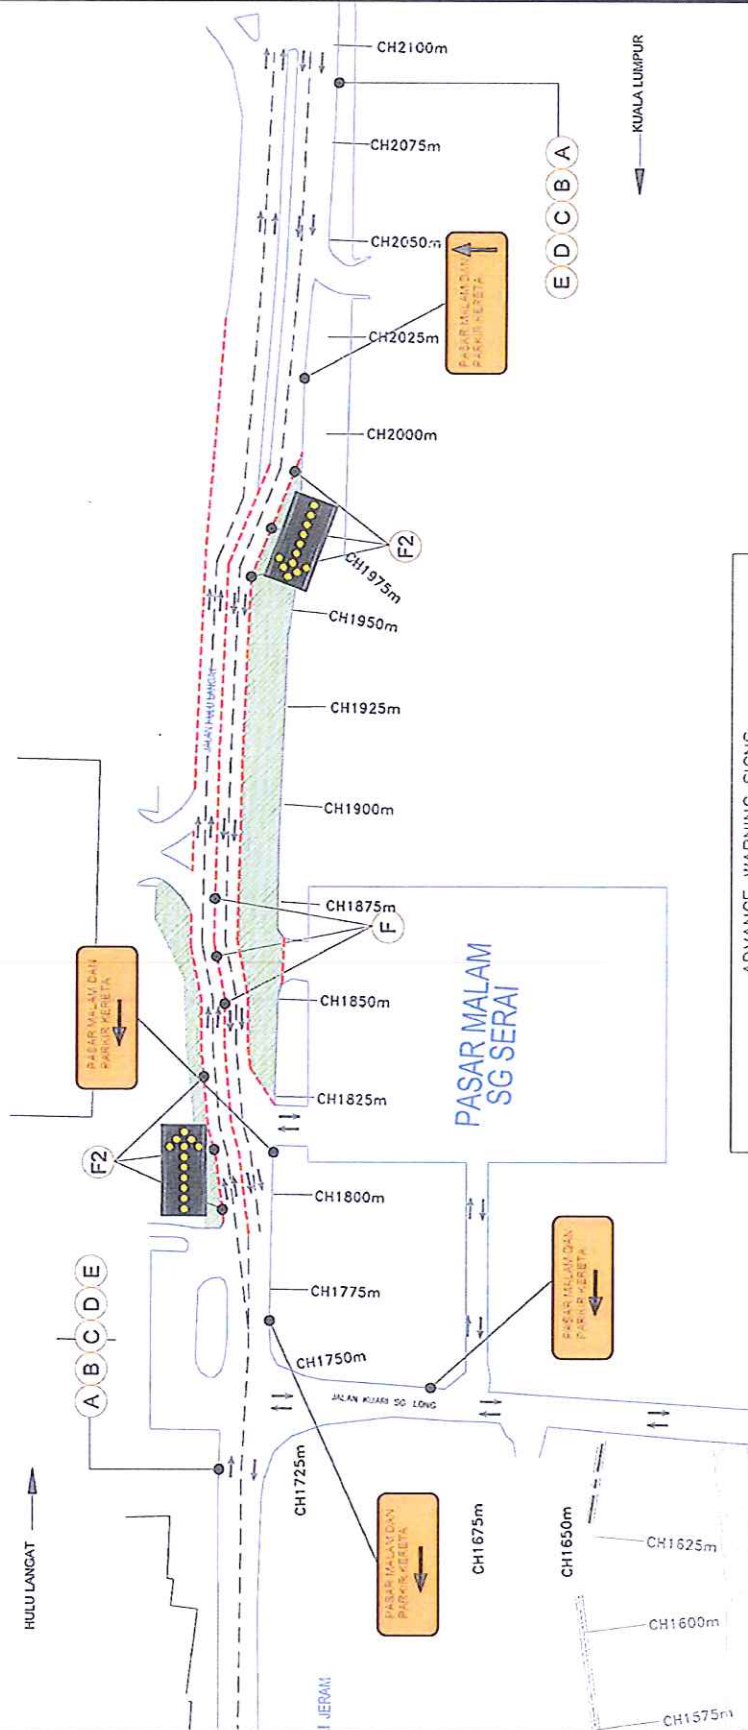 CH2100m
CH2075m
CH2050m
CH2025m
CH2000m
CH1975m
CH1950m
CH1925m
CH1900m
CH1875m
CH1850m
CH1825m
CH1800m
CH1775m
CH1750m
CH1725m
CH1675m
CH1650m
CH1625m
CH1600m
CH1575m
KUALA LUMPUR
E D C B A
PASAR MALAM DAN
PARKIR KERETA
F2
JALAN HULU LANGAT
F
PASAR MALAM DAN
PARKIR KERETA
F2
PASAR MALAM
SG SERAI
ADVANCE WARNING SIGNS
A B C D E
HULU LANGAT
JALAN KUARI SG LONG
PASAR MALAM DAN
PARKIR KERETA
PASAR MALAM DAN
PARKIR KERETA
JERAM